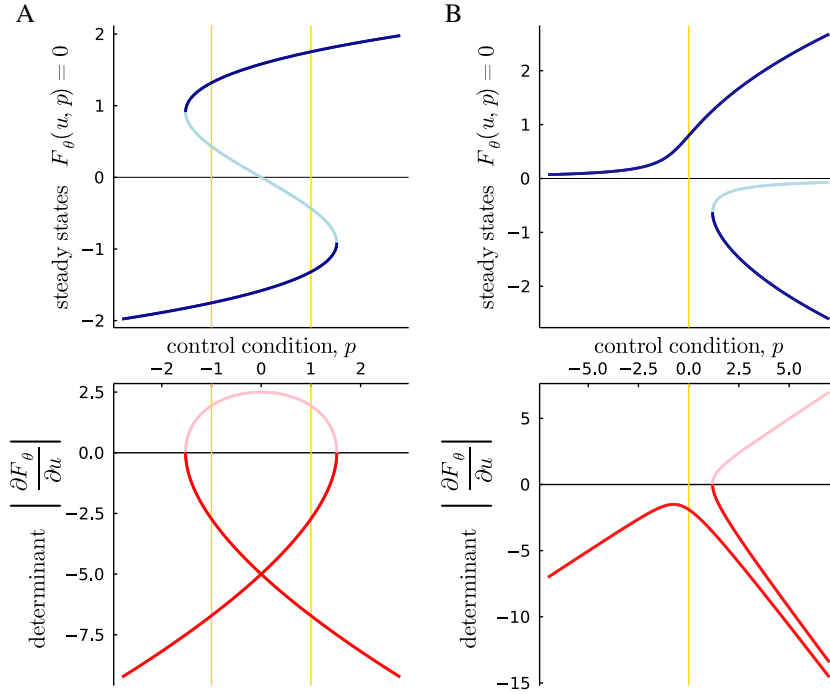 A
B
steady states F_θ(u, p) = 0
2
1
0
−1
−2
steady states F_θ(u, p) = 0
2
1
0
−1
−2
control condition, p
−2 −1 0 1 2
control condition, p
−5.0 −2.5 0.0 2.5 5.0
determinant |∂F_θ/∂u|
2.5
0.0
−2.5
−5.0
−7.5
determinant |∂F_θ/∂u|
5
0
−5
−10
−15